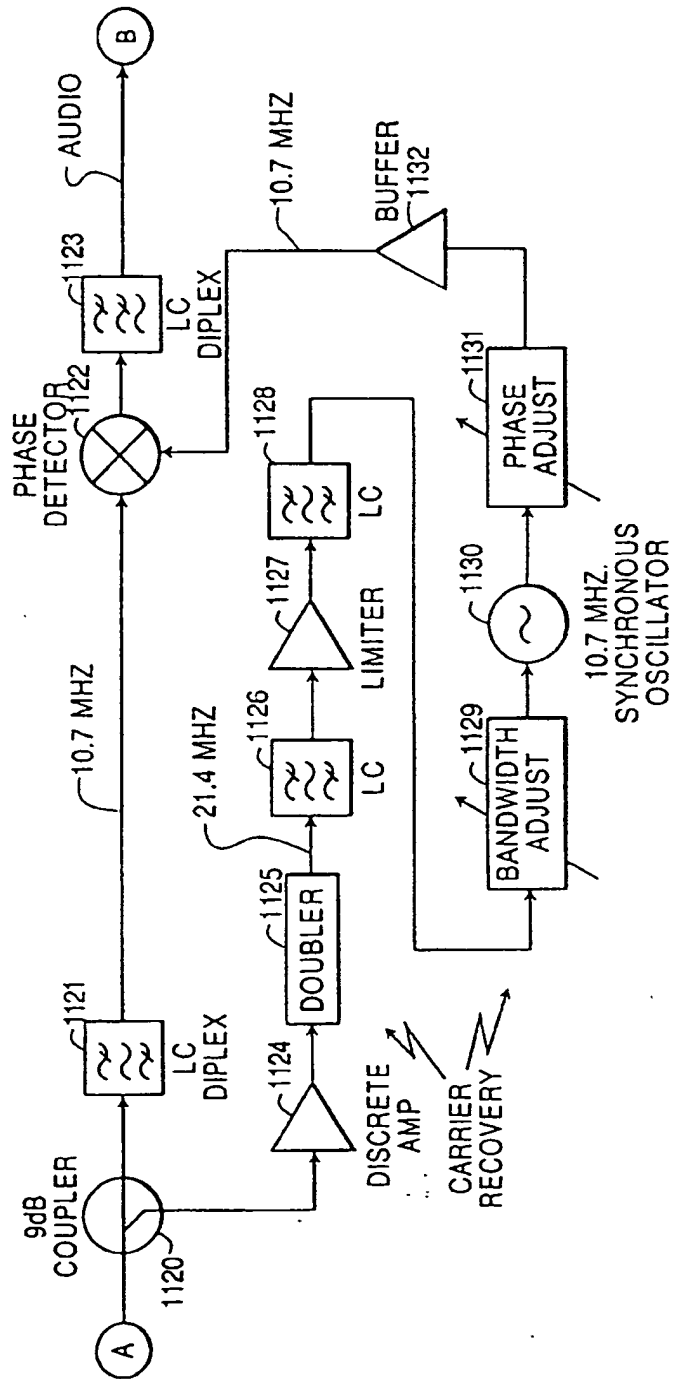 A
9dB
COUPLER
1120
1121
LC
DIPLEX
10.7 MHZ
PHASE
DETECTOR
1122
1123
LC
DIPLEX
AUDIO
B
1124
DISCRETE
AMP
1125
DOUBLER
21.4 MHZ
1126
LC
1127
LIMITER
1128
LC
10.7 MHZ
BUFFER
1132
CARRIER
RECOVERY
1129
BANDWIDTH
ADJUST
1130
10.7 MHZ.
SYNCHRONOUS
OSCILLATOR
1131
PHASE
ADJUST